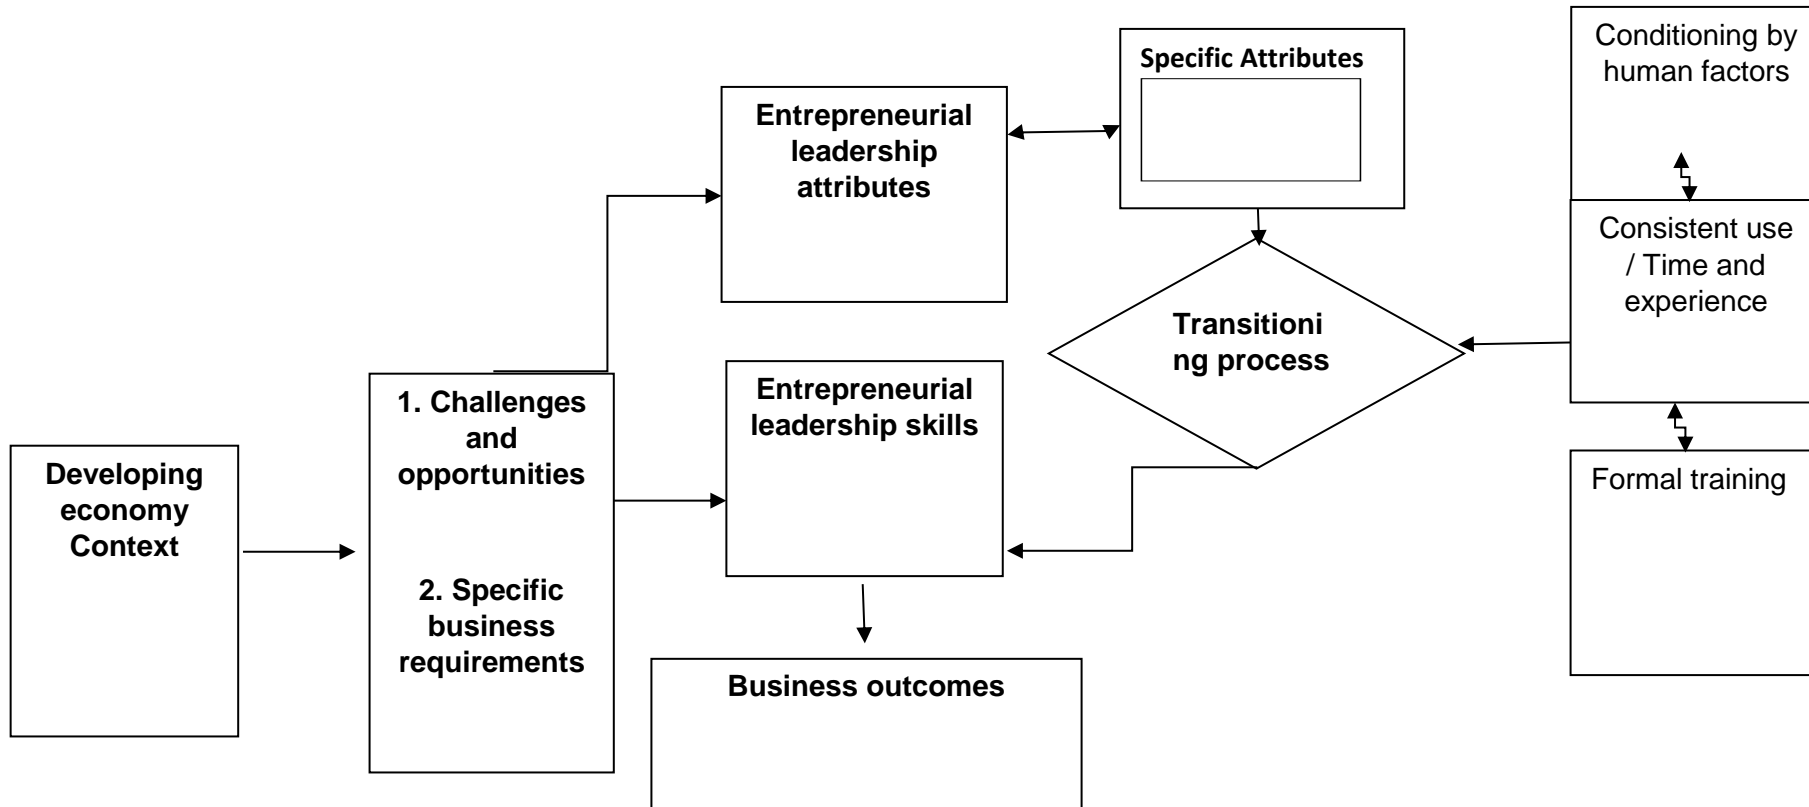 Developing
economy
Context
1. Challenges
and
opportunities
2. Specific
business
requirements
Entrepreneurial
leadership
attributes
Entrepreneurial
leadership skills
Business outcomes
Specific Attributes
Transitioni
ng process
Conditioning by
human factors
Consistent use
/ Time and
experience
Formal training